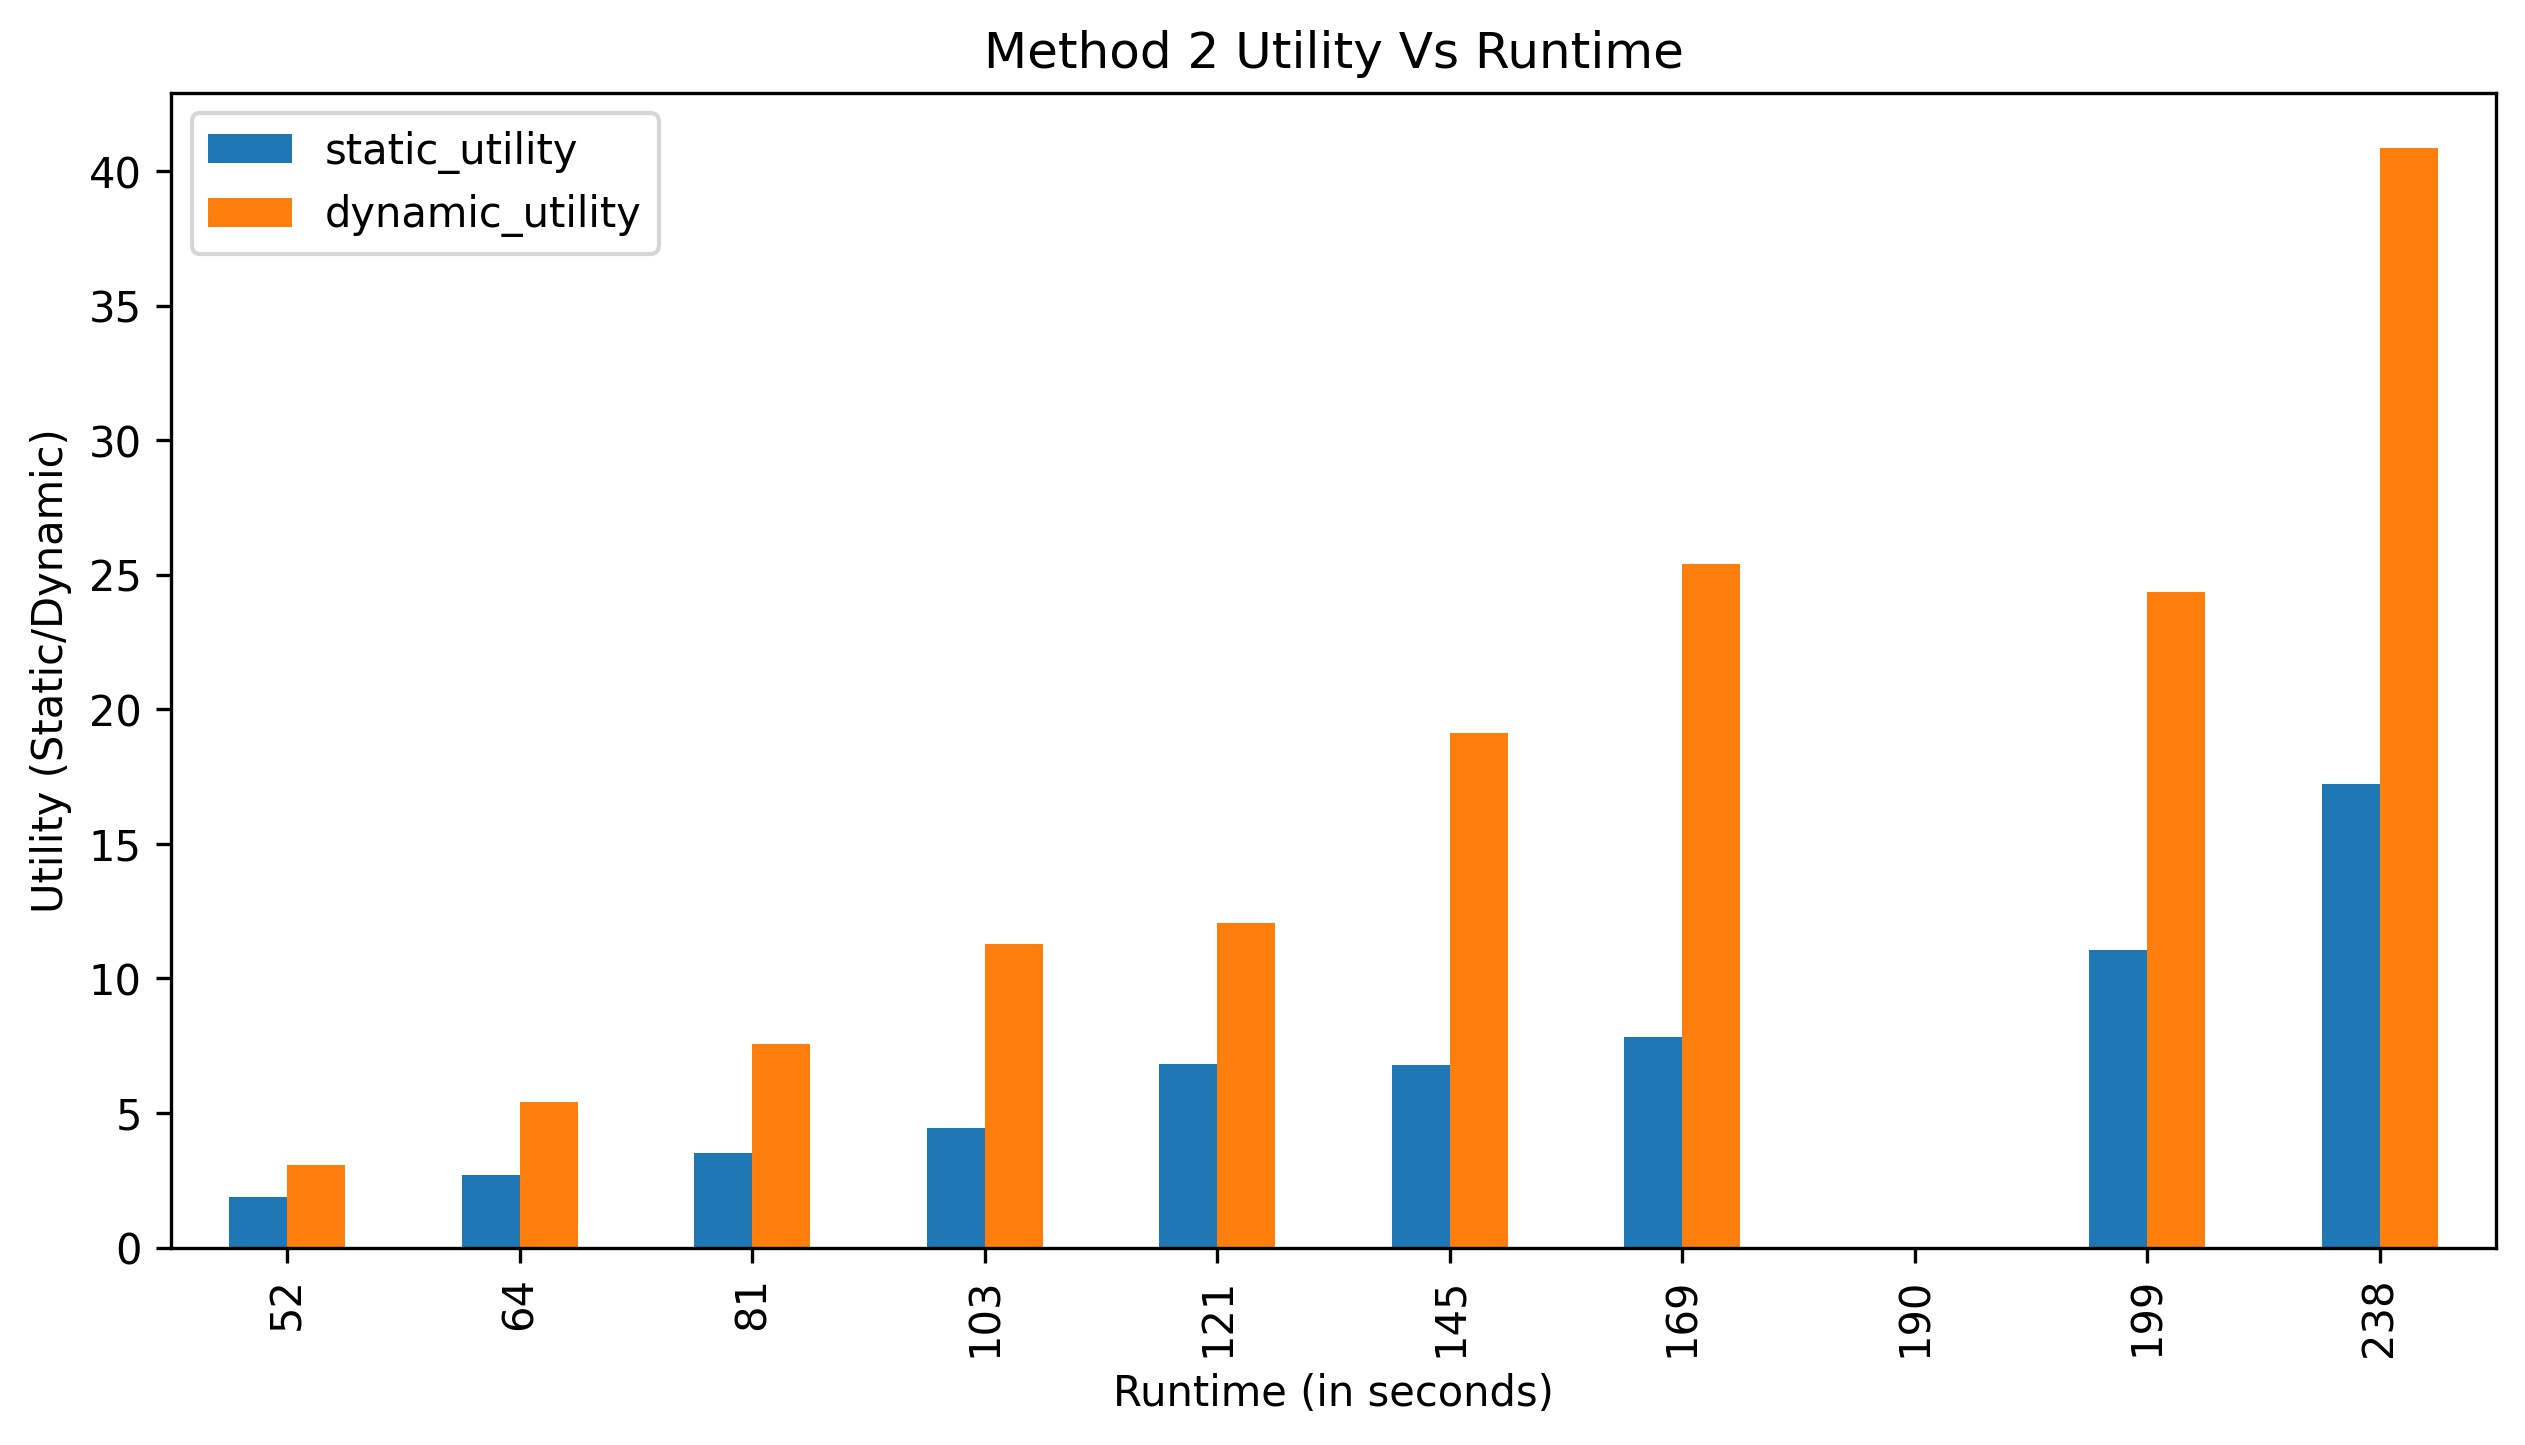 Method 2 Utility Vs Runtime
static_utility
dynamic_utility
Utility (Static/Dynamic)
40
35
30
25
20
15
10
5
0
52 64 81 103 121 145 169 190 199 238
Runtime (in seconds)